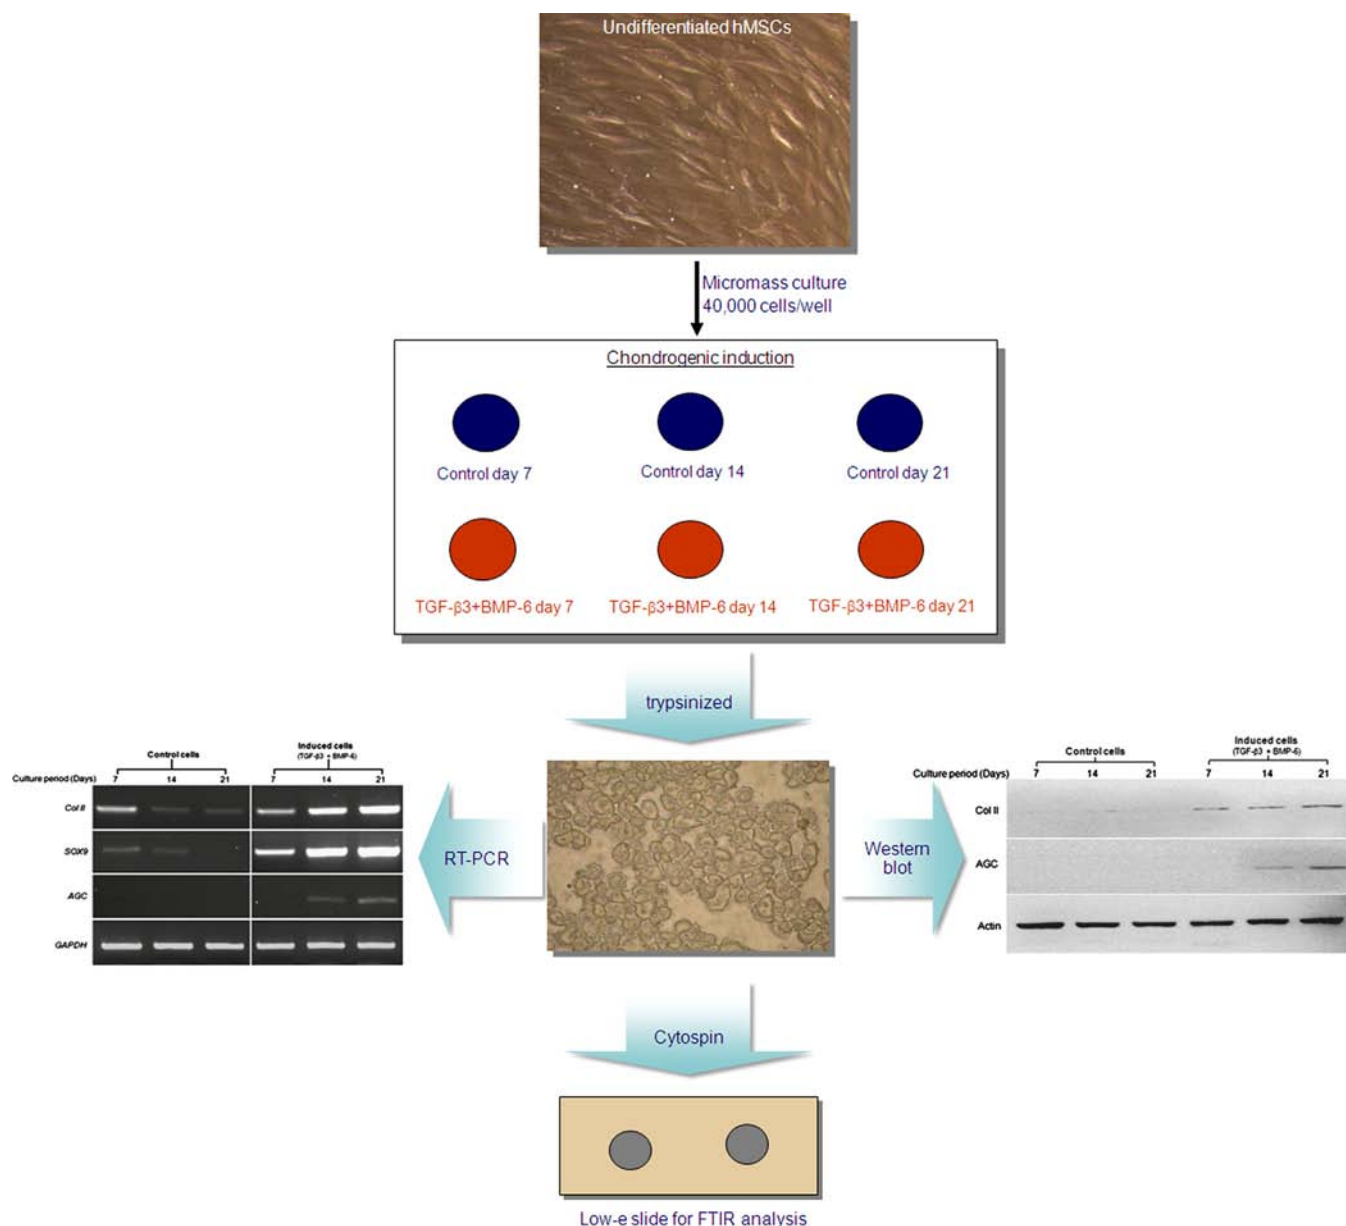 Undifferentiated hMSCs
Micromass culture
40,000 cells/well
Chondrogenic induction
Control day 7
Control day 14
Control day 21
TGF-β3+BMP-6 day 7
TGF-β3+BMP-6 day 14
TGF-β3+BMP-6 day 21
trypsinized
Control cells
Induced cells
(TGF-β3 + BMP-6)
Culture period (Days)
7
14
21
7
14
21
Col II
SOX9
AGC
GAPDH
RT-PCR
Western
blot
Control cells
Induced cells
(TGF-β3 + BMP-6)
Culture period (Days)
7
14
21
7
14
21
Col II
AGC
Actin
Cytospin
Low-e slide for FTIR analysis